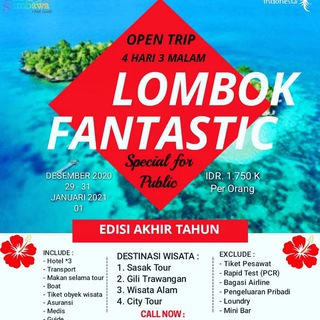 Sumbawa
Indonesia
OPEN TRIP
4 HARI 3 MALAM
LOMBOK
FANTASTIC
Special for
Public
DESEMBER 2020
29 - 31
JANUARI 2021
01
IDR. 1.750 K
Per Orang
EDISI AKHIR TAHUN
INCLUDE :
- Hotel *3
- Transport
- Makan selama tour
- Boat
- Tiket obyek wisata
- Asuransi
- Medis
- Guide
DESTINASI WISATA :
1. Sasak Tour
2. Gili Trawangan
3. Wisata Alam
4. City Tour
CALL NOW :
EXCLUDE :
- Tiket Pesawat
- Rapid Test (PCR)
- Bagasi Airline
- Pengeluaran Pribadi
- Loundry
- Mini Bar